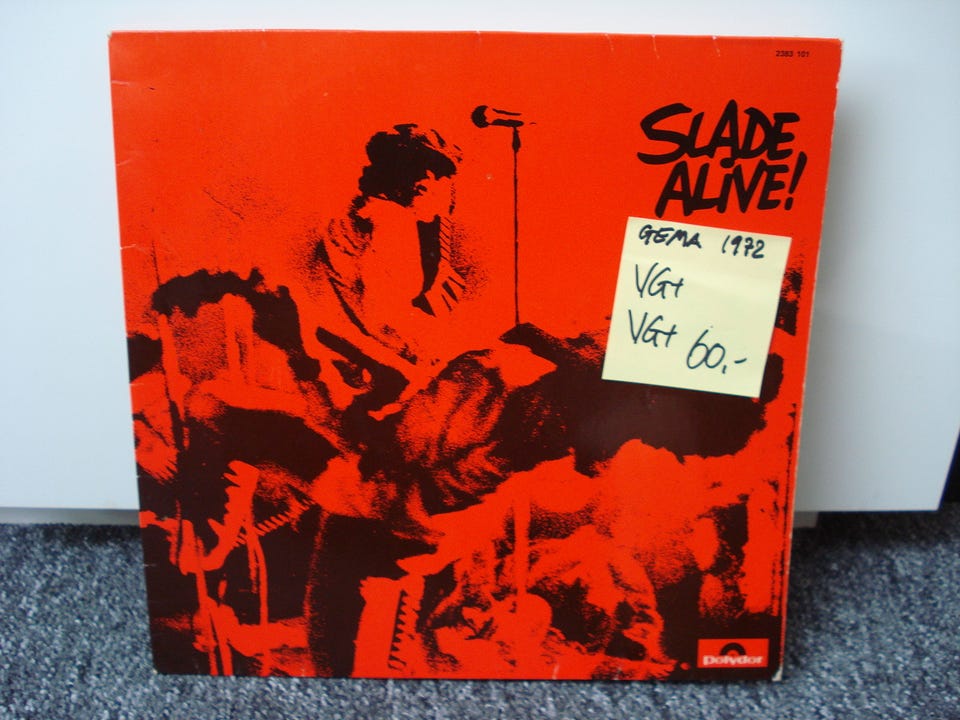 2383 101
SLADE
ALIVE!
GEMA 1972
VG+
VG+ 60,-
Polydor